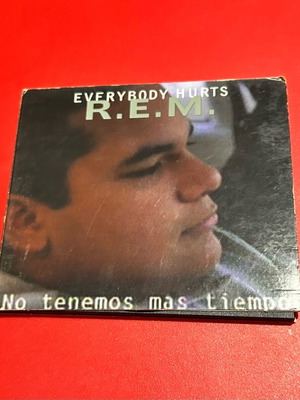 EVERYBODY HURTS
R.E.M.
No tenemos mas tiempo